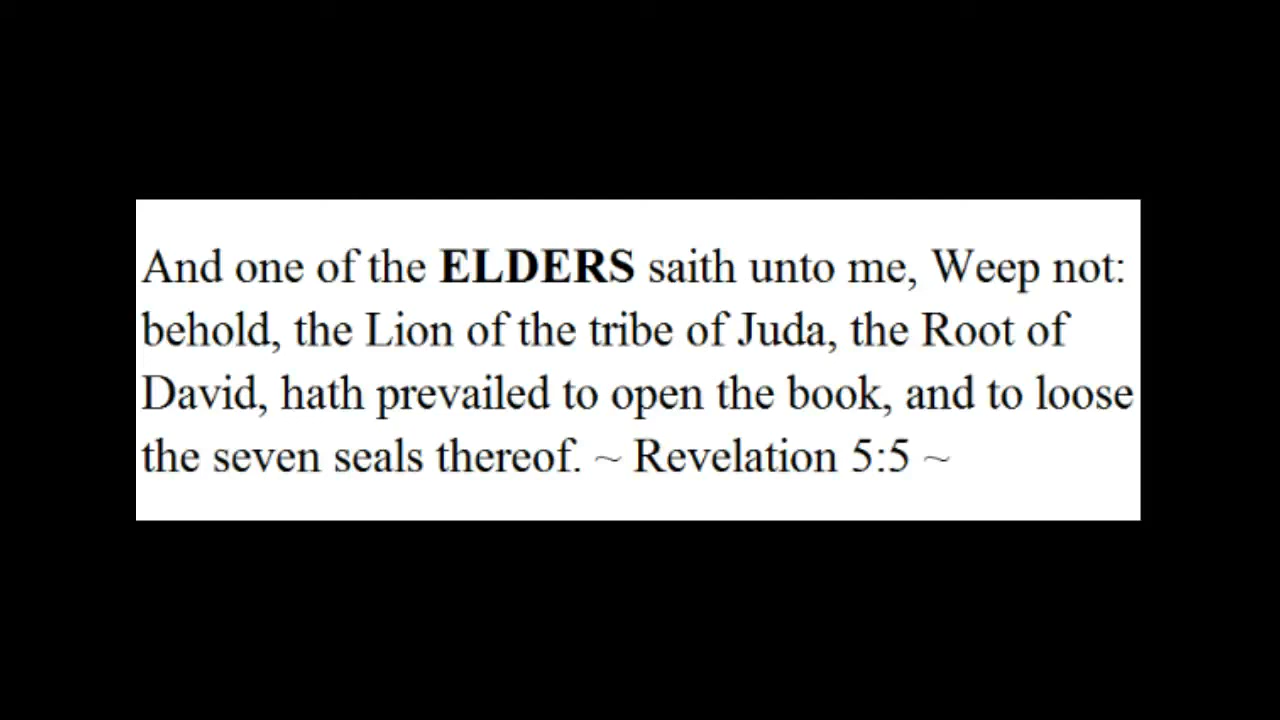 And one of the ELDERS saith unto me, Weep not:
behold, the Lion of the tribe of Juda, the Root of
David, hath prevailed to open the book, and to loose
the seven seals thereof. ~ Revelation 5:5 ~